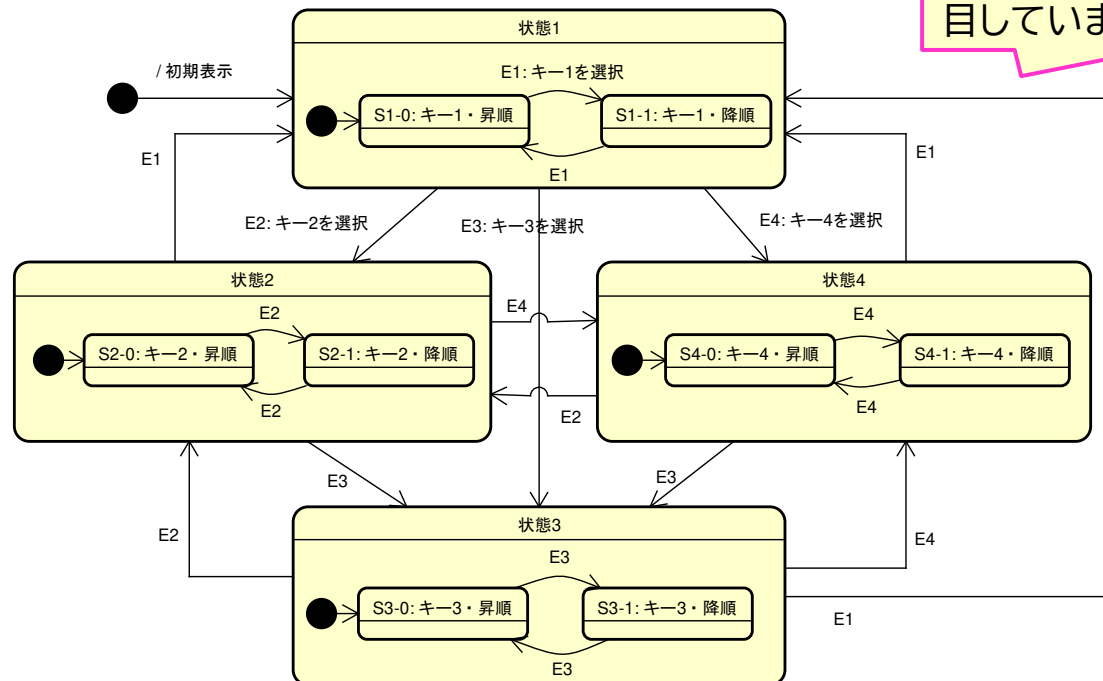 目していま
状態1
/ 初期表示
E1: キー1を選択
S1-0: キー1・昇順
S1-1: キー1・降順
E1
E1
E1
E2: キー2を選択
E3: キー3を選択
E4: キー4を選択
状態2
状態4
E2
E4
E4
S2-0: キー2・昇順
S2-1: キー2・降順
S4-0: キー4・昇順
S4-1: キー4・降順
E2
E2
E4
E3
E3
状態3
E2
E3
E4
S3-0: キー3・昇順
S3-1: キー3・降順
E1
E3